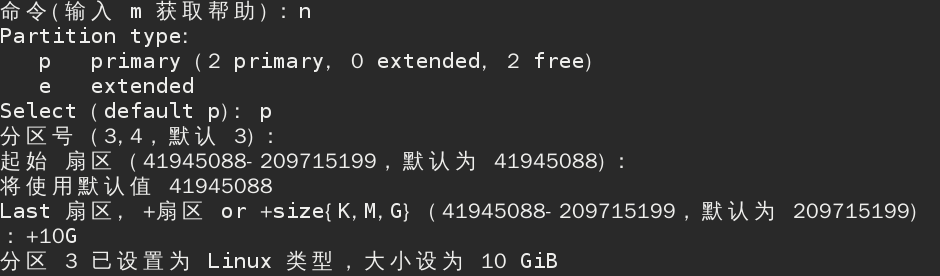 命令(输入 m 获取帮助)：n
Partition type:
   p   primary (2 primary, 0 extended, 2 free)
   e   extended
Select (default p): p
分区号 (3,4，默认 3)：
起始 扇区 (41945088-209715199，默认为 41945088)：
将使用默认值 41945088
Last 扇区, +扇区 or +size{K,M,G} (41945088-209715199，默认为 209715199)
：+10G
分区 3 已设置为 Linux 类型，大小设为 10 GiB